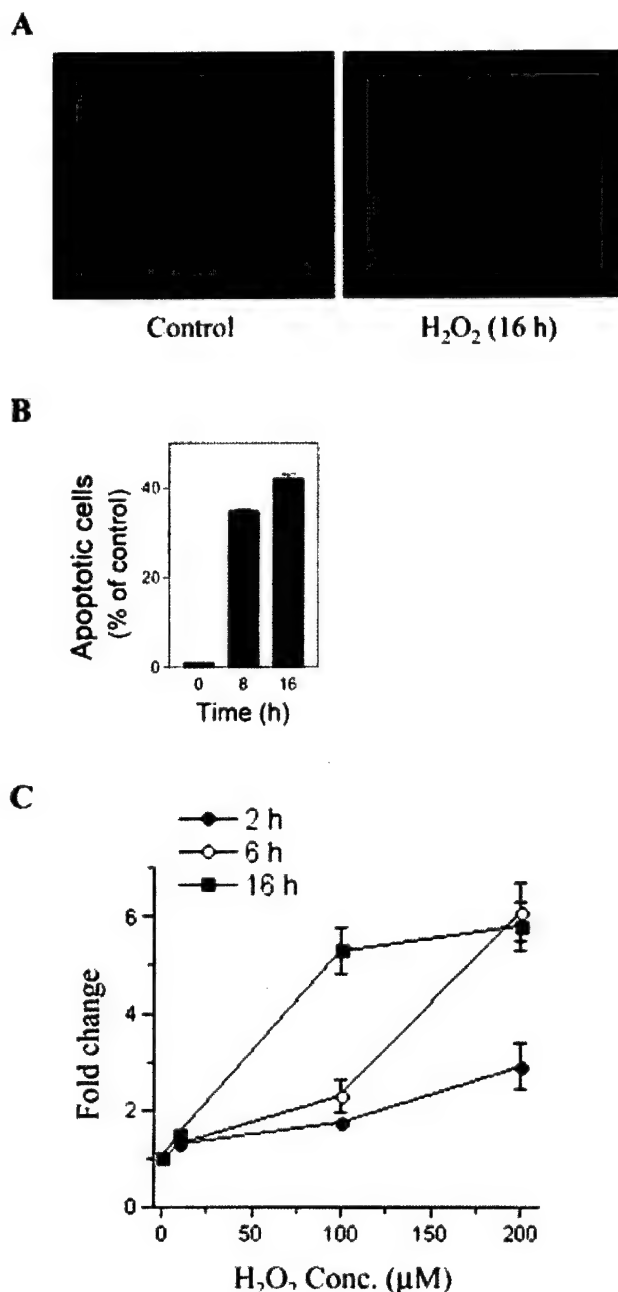 A
Control
H₂O₂ (16 h)
B
Apoptotic cells
(% of control)
40
20
0
0 8 16
Time (h)
C
2 h
6 h
16 h
Fold change
6
4
2
0
0 50 100 150 200
H₂O₂ Conc. (μM)